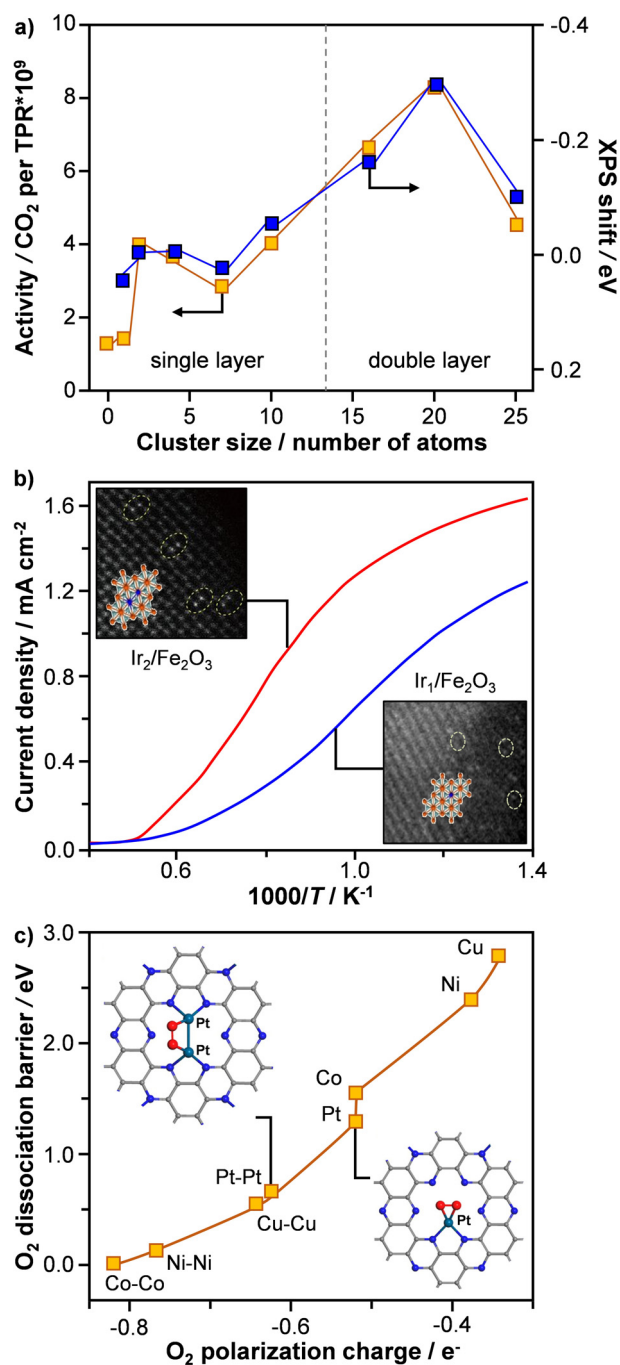 a)
10
8
6
4
2
0
Activity / CO₂ per TPR*10⁹
-0.4
-0.2
0.0
0.2
XPS shift / eV
single layer
double layer
0 5 10 15 20 25
Cluster size / number of atoms
b)
1.6
1.2
0.8
0.4
0.0
Current density / mA cm⁻²
Ir₂/Fe₂O₃
Ir₁/Fe₂O₃
0.6 1.0 1.4
1000/T / K⁻¹
c)
3.0
2.0
1.0
0.0
O₂ dissociation barrier / eV
Cu
Ni
Pt
Pt
Co
Pt
Pt-Pt
Cu-Cu
Pt
Ni-Ni
Co-Co
-0.8 -0.6 -0.4
O₂ polarization charge / e⁻